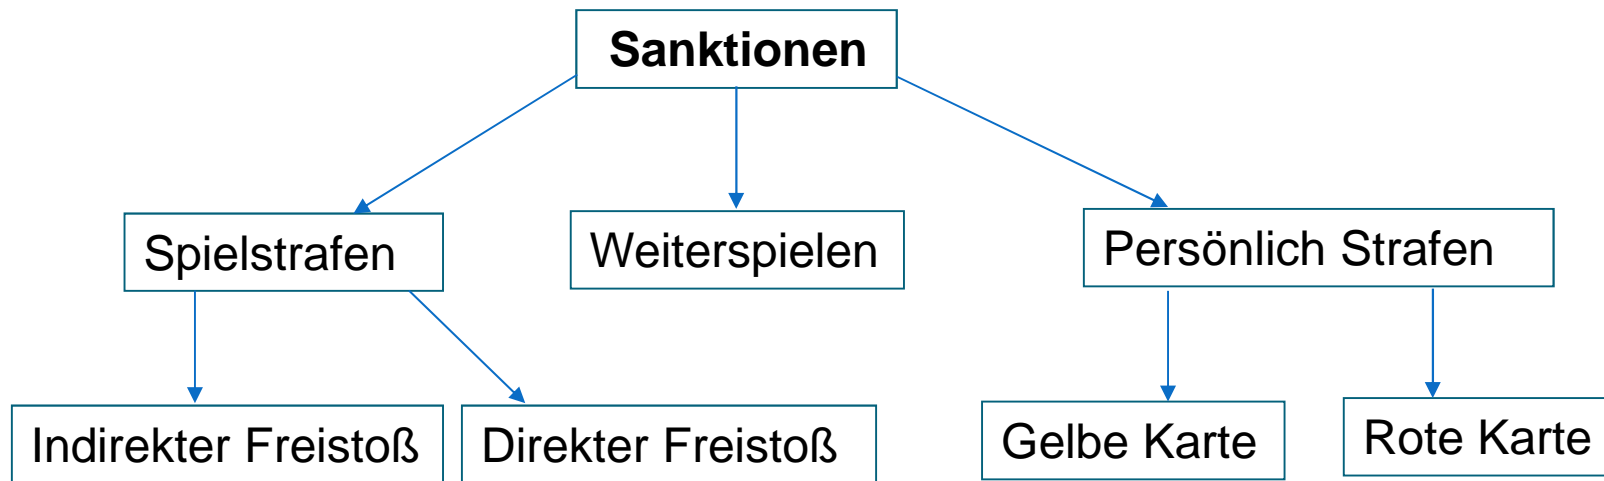 Sanktionen
Spielstrafen
Weiterspielen
Persönlich Strafen
Indirekter Freistoß
Direkter Freistoß
Gelbe Karte
Rote Karte